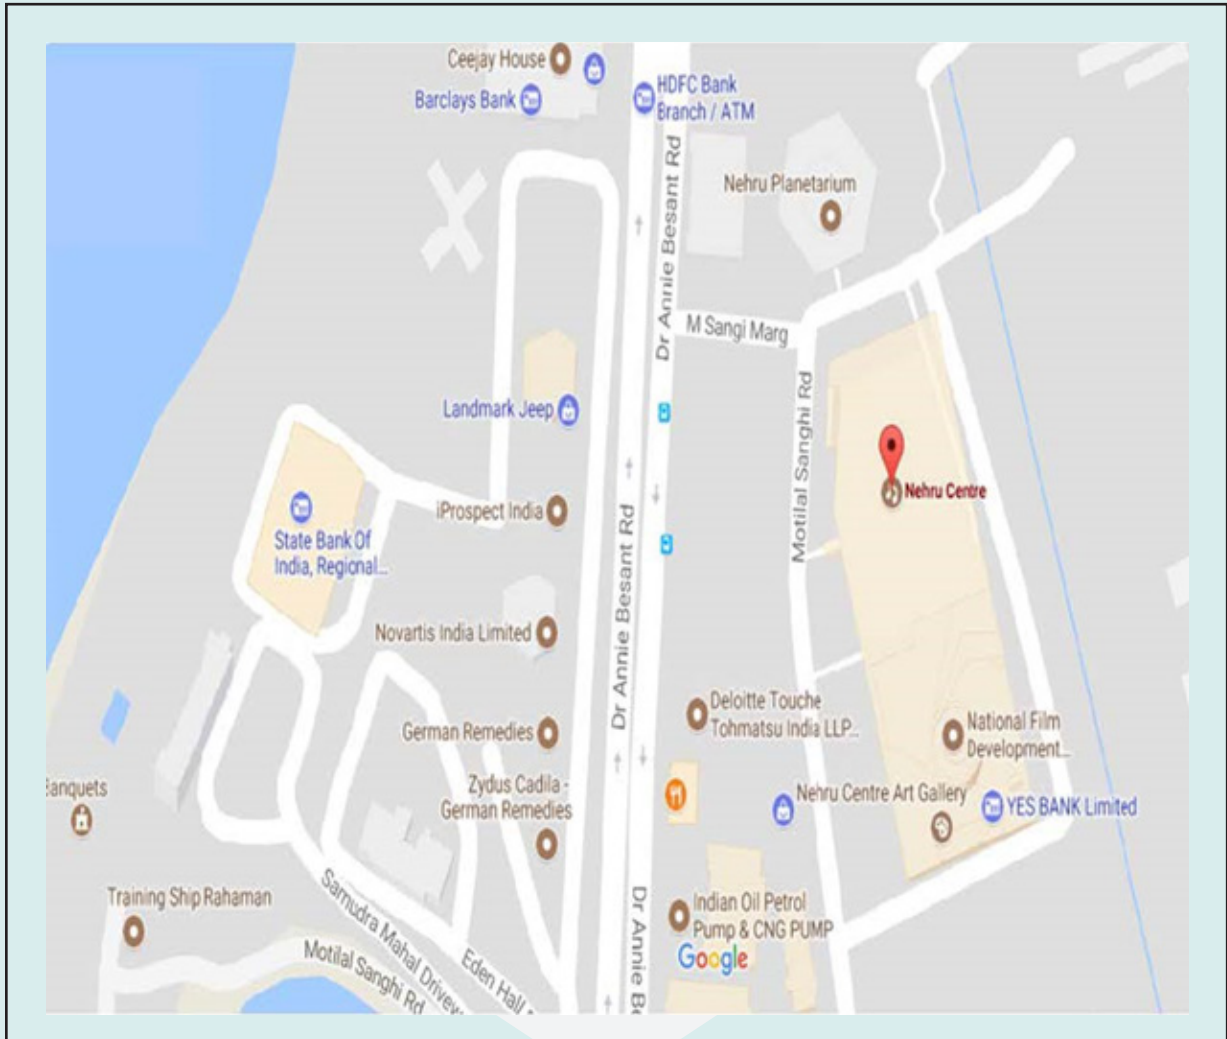 Ceejay House
Barclays Bank
HDFC Bank
Branch / ATM
Dr Annie Besant Rd
Nehru Planetarium
M Sangi Marg
Landmark Jeep
Motilal Sanghi Rd
Nehru Centre
iProspect India
State Bank Of
India, Regional...
Dr Annie Besant Rd
Novartis India Limited
Deloitte Touche
Tohmatsu India LLP...
National Film
Development...
German Remedies
Zydus Cadila -
German Remedies
Banquets
Nehru Centre Art Gallery
YES BANK Limited
Training Ship Rahaman
Samudra Mahal Drivew
Motilal Sanghi Rd
Eden Hall
Dr Annie Be
Indian Oil Petrol
Pump & CNG PUMP
Google